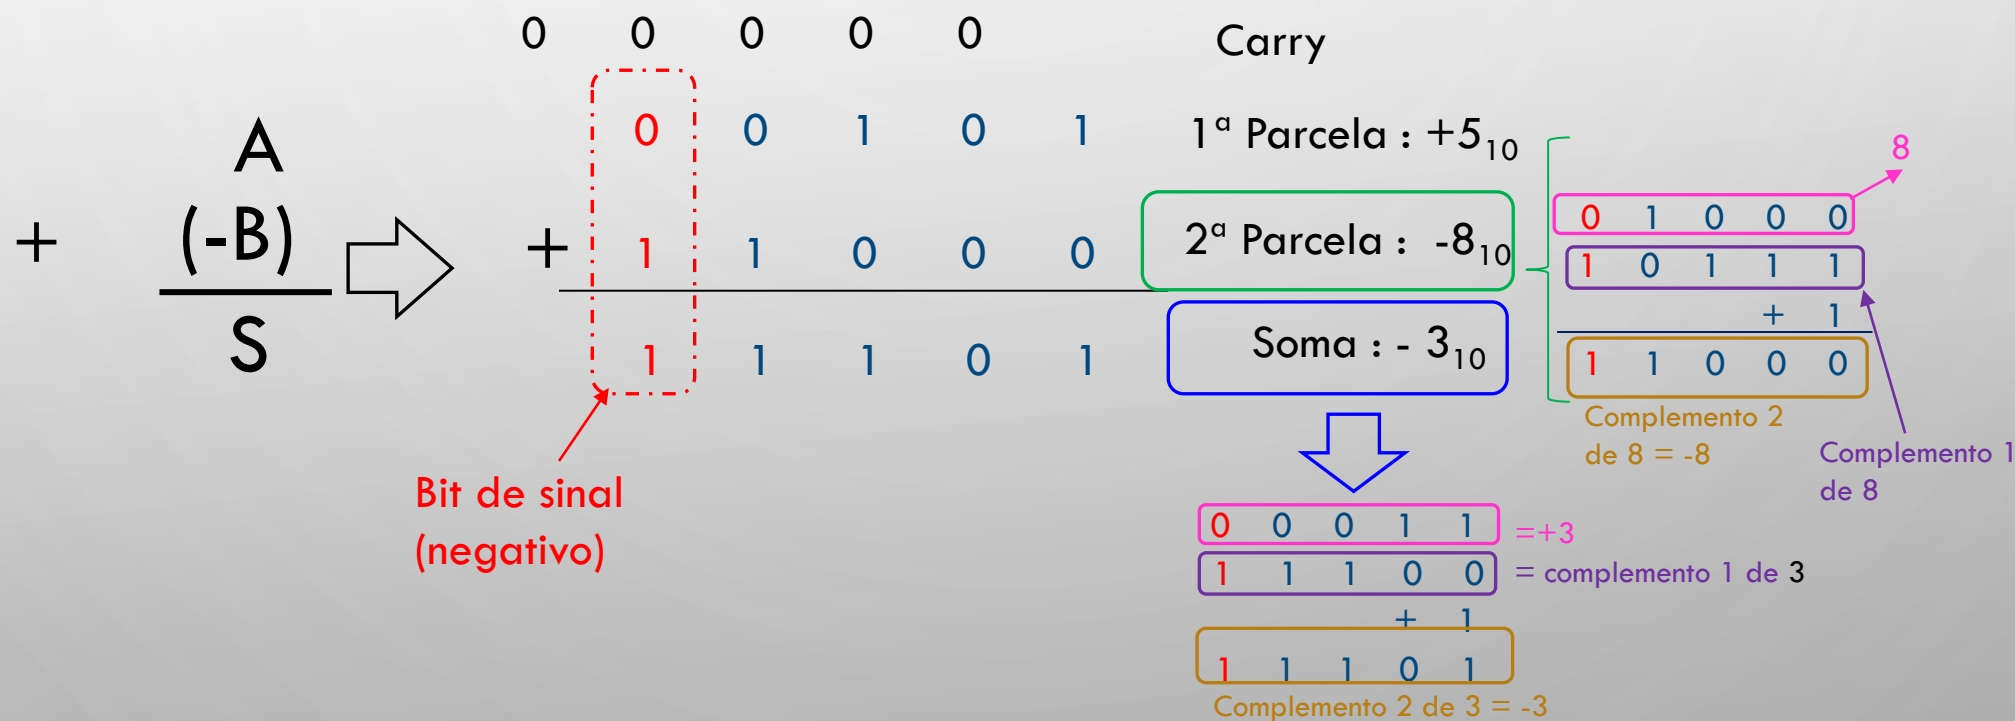 0 0 0 0 0 Carry
A
+ (-B)
S
0 0 1 0 1 1ª Parcela : +5₁₀
+ 1 1 0 0 0 2ª Parcela : -8₁₀
1 1 1 0 1 Soma : - 3₁₀
Bit de sinal
(negativo)
8
0 1 0 0 0
1 0 1 1 1
+ 1
1 1 0 0 0
Complemento 2
de 8 = -8
Complemento 1
de 8
0 0 0 1 1 =+3
1 1 1 0 0 = complemento 1 de 3
+ 1
1 1 1 0 1
Complemento 2 de 3 = -3